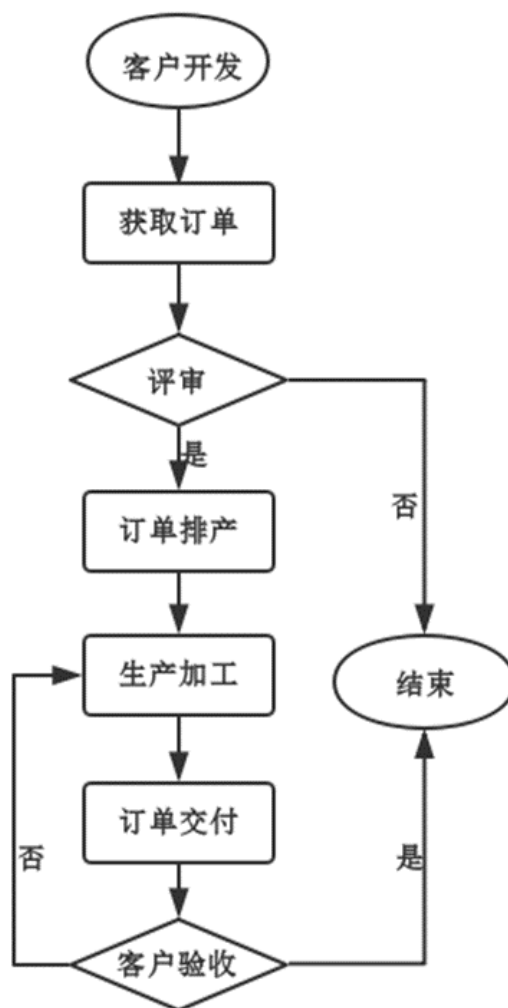 客户开发
获取订单
评审
是
订单排产
否
生产加工
结束
订单交付
否
是
客户验收